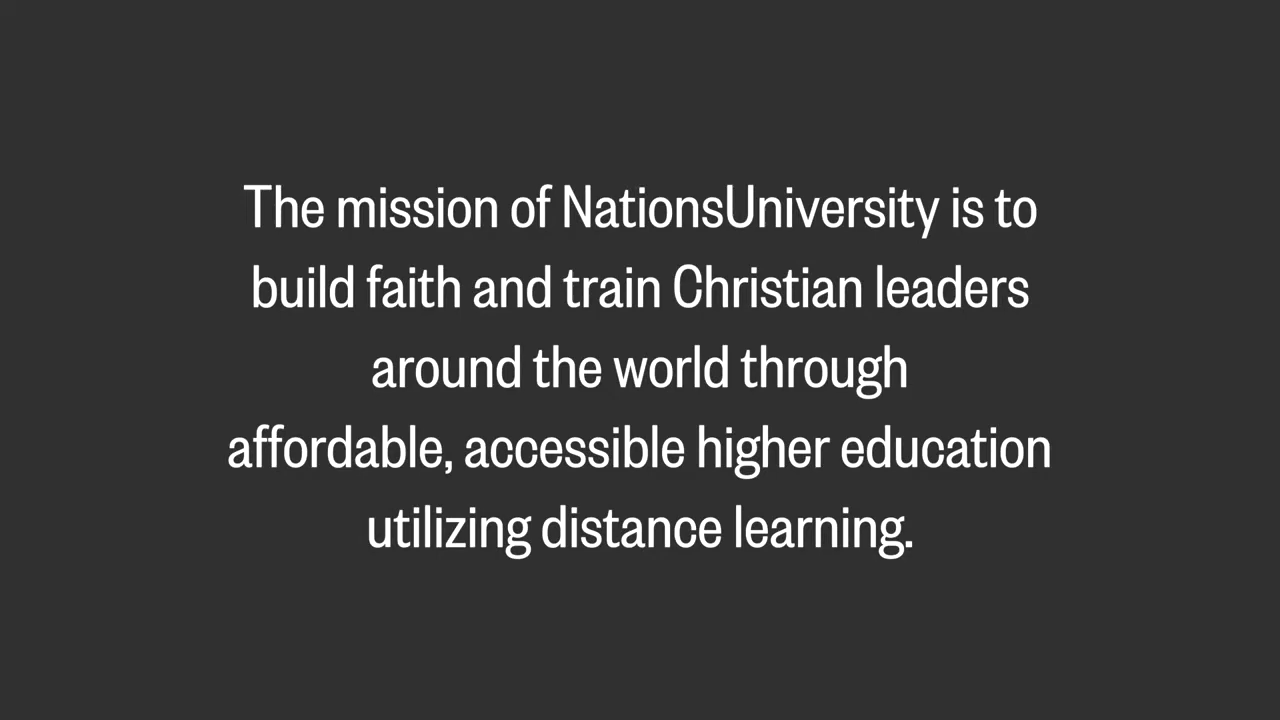 The mission of NationsUniversity is to
build faith and train Christian leaders
around the world through
affordable, accessible higher education
utilizing distance learning.